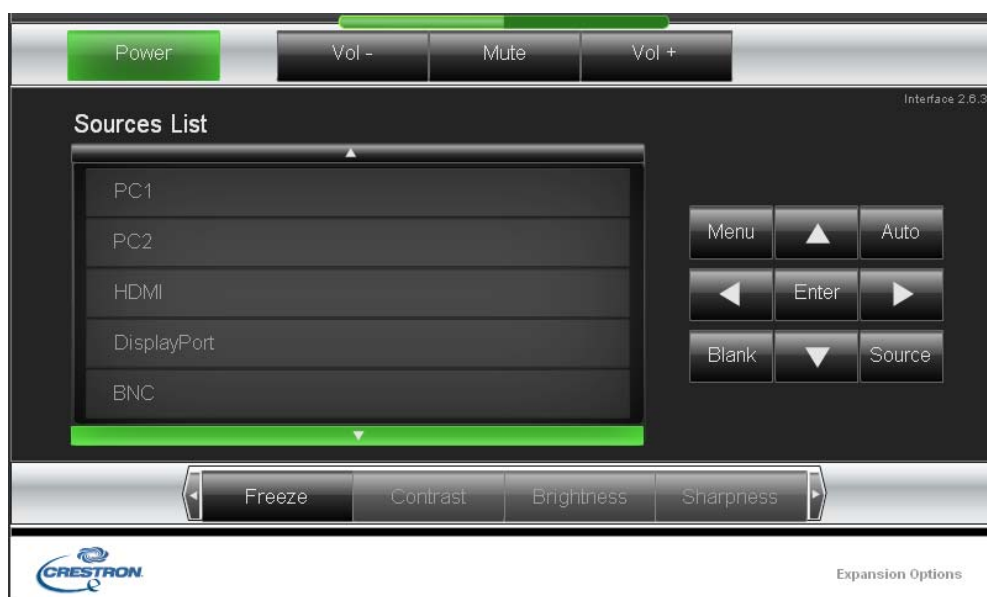 Power
Vol -
Mute
Vol +
Interface 2.6.3
Sources List
PC1
PC2
HDMI
DisplayPort
BNC
Menu
Auto
Enter
Blank
Source
Freeze
Contrast
Brightness
Sharpness
CRESTRON
Expansion Options